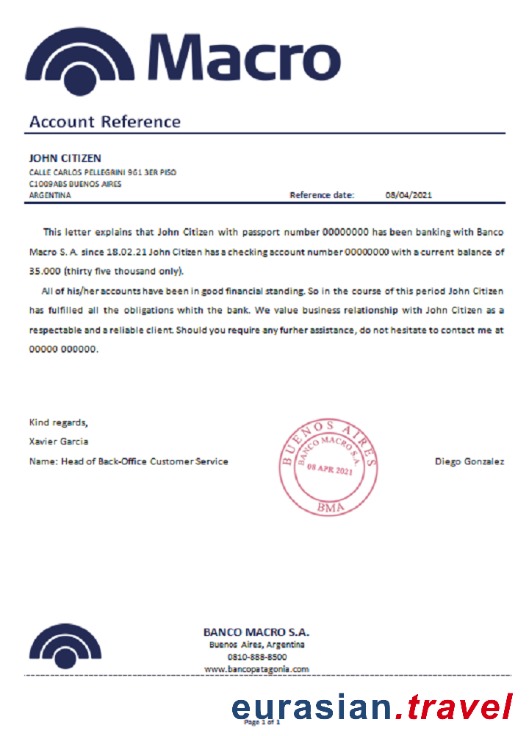 Macro
Account Reference
JOHN CITIZEN
CALLE CARLOS PELLEGRINI 961 3ER PISO
C1009ABS BUENOS AIRES
ARGENTINA
Reference date: 08/04/2021
This letter explains that John Citizen with passport number 00000000 has been banking with Banco
Macro S. A. since 18.02.21 John Citizen has a checking account number 00000000 with a current balance of
35.000 (thirty five thousand only).
All of his/her accounts have been in good financial standing. So in the course of this period John Citizen
has fulfilled all the obligations whith the bank. We value business relationship with John Citizen as a
respectable and a reliable client. Should you require any furher assistance, do not hesitate to contact me at
00000 000000.
Kind regards,
Xavier Garcia
Name: Head of Back-Office Customer Service
BUENOS AIRES
BANCO MACRO S.A.
08 APR 2021
BMA
Diego Gonzalez
BANCO MACRO S.A.
Buenos Aires, Argentina
0810-888-8500
www.bancopatagonia.com
eurasian.travel
Page 1 of 1